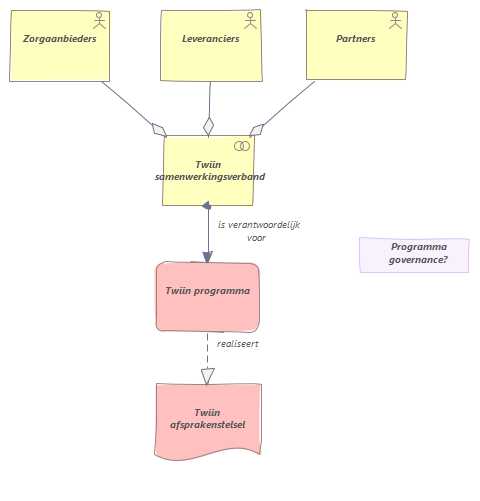 Zorgaanbieders
Leveranciers
Partners
Twiin
samenwerkingsverband
is verantwoordelijk
voor
Programma
governance?
Twiin programma
realiseert
Twiin
afsprakenstelsel